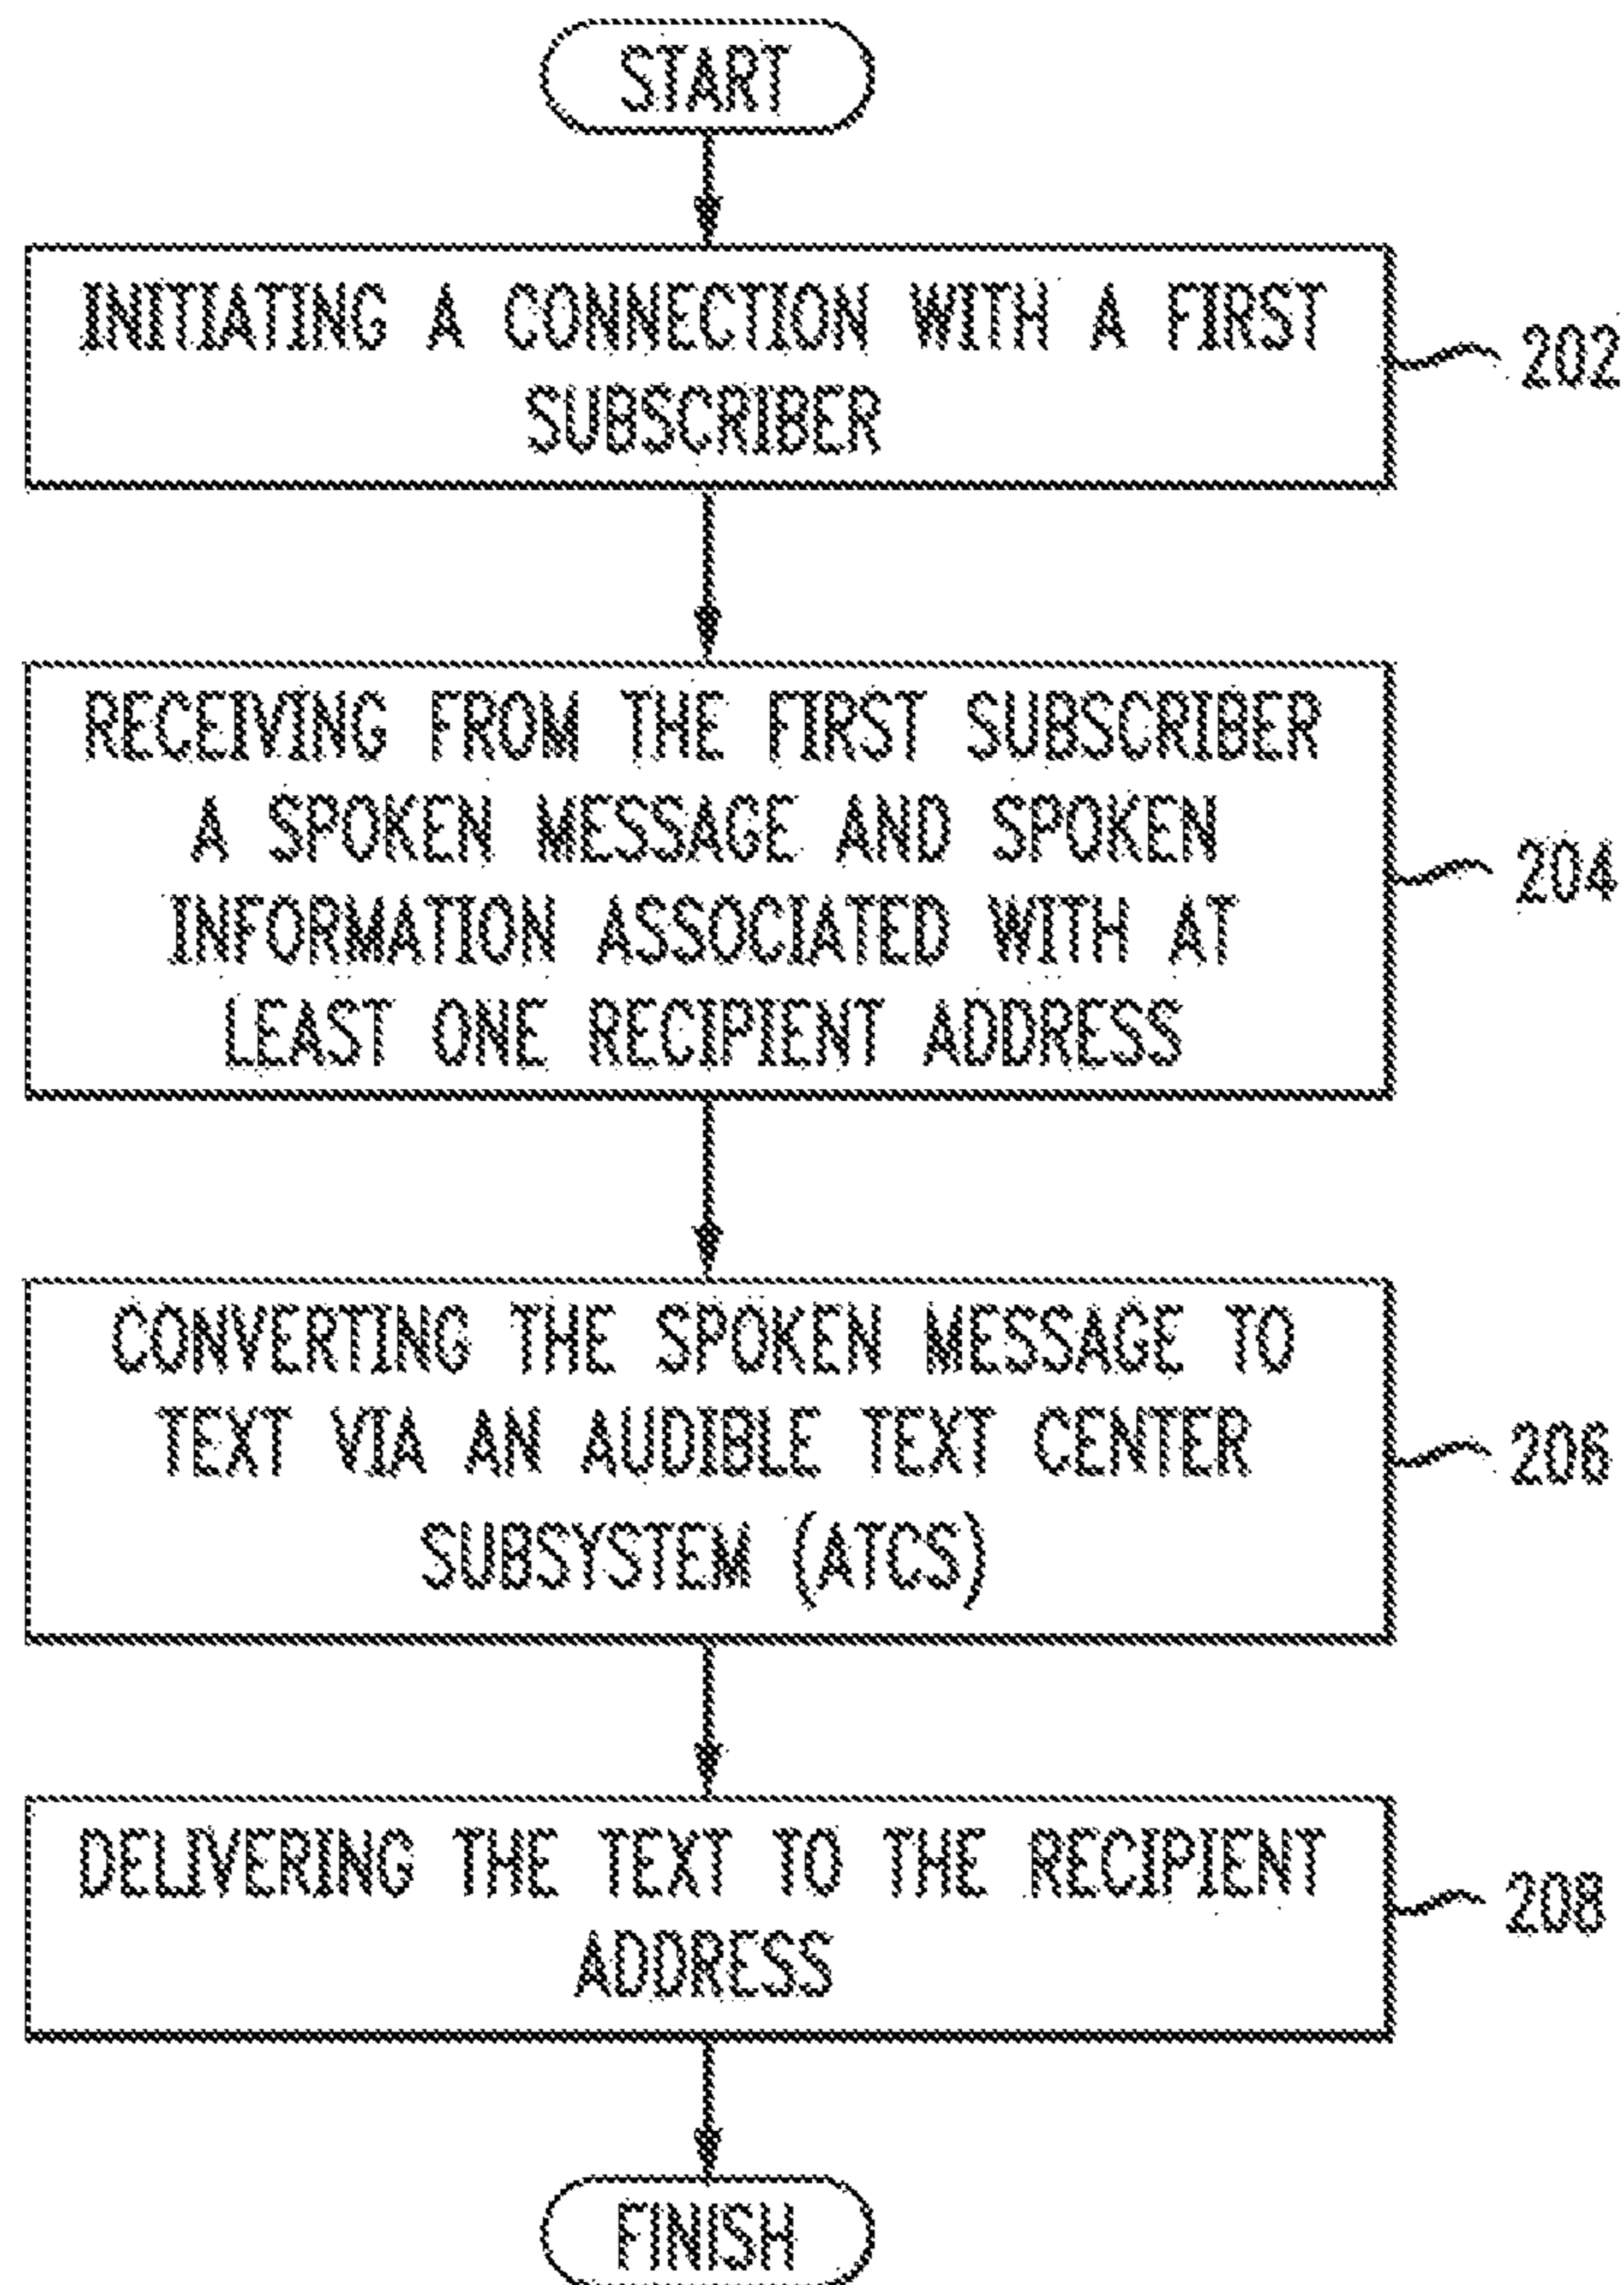 START
INITIATING A CONNECTION WITH A FIRST
SUBSCRIBER
202
RECEIVING FROM THE FIRST SUBSCRIBER
A SPOKEN MESSAGE AND SPOKEN
INFORMATION ASSOCIATED WITH AT
LEAST ONE RECIPIENT ADDRESS
204
CONVERTING THE SPOKEN MESSAGE TO
TEXT VIA AN AUDIBLE TEXT CENTER
SUBSYSTEM (ATCS)
206
DELIVERING THE TEXT TO THE RECIPIENT
ADDRESS
208
FINISH